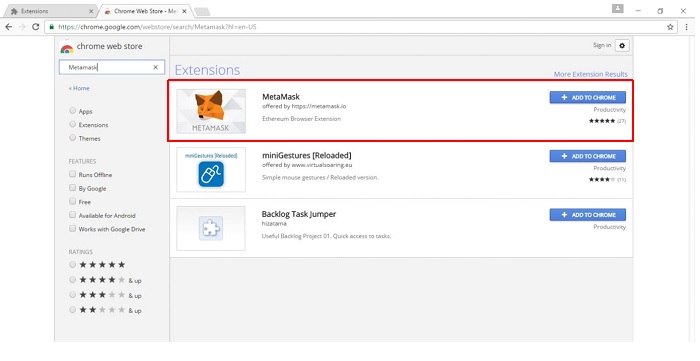 Extensions
Chrome Web Store - Me
https://chrome.google.com/webstore/search/Metamask?hl=en-US
chrome web store
Sign in
Metamask
« Home
Apps
Extensions
Themes
FEATURES
Runs Offline
By Google
Free
Available for Android
Works with Google Drive
RATINGS
& up
& up
& up
Extensions
More Extension Results
METAMASK
MetaMask
offered by https://metamask.io
Ethereum Browser Extension
+ ADD TO CHROME
Productivity
(27)
miniGestures [Reloaded]
miniGestures [Reloaded]
offered by www.virtualsoaring.eu
Simple mouse gestures / Reloaded version.
+ ADD TO CHROME
Productivity
(11)
Backlog Task Jumper
Nizatama
Useful Backlog Project 01. Quick access to tasks.
+ ADD TO CHROME
Productivity